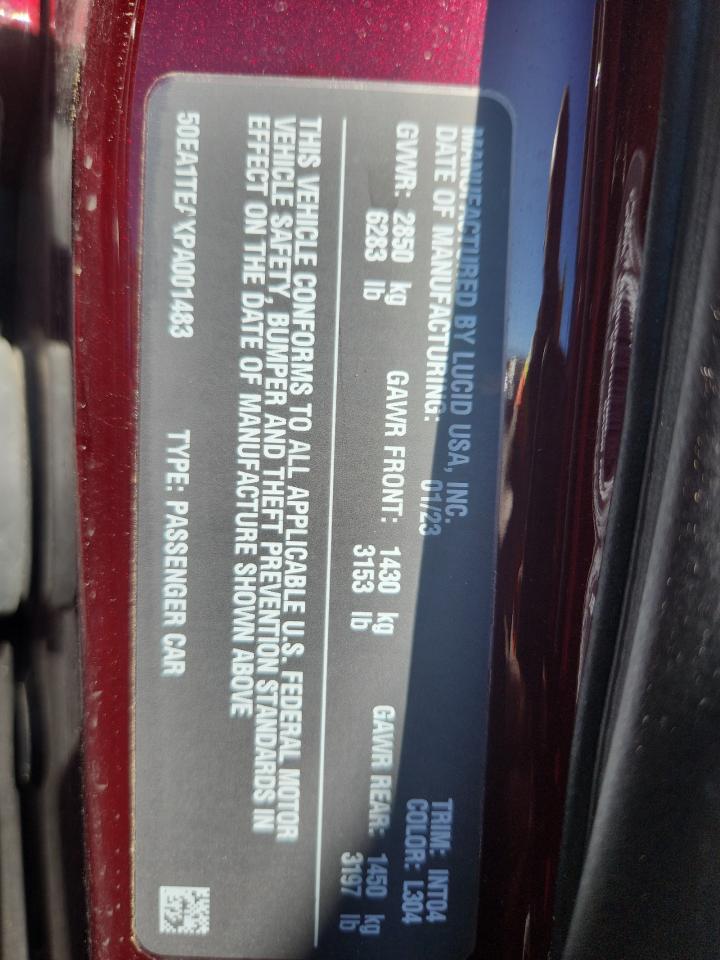 MANUFACTURED BY LUCID USA, INC.
DATE OF MANUFACTURING: 01/23
TRIM: INT04
COLOR: L304
GVWR: 2850 kg GAWR FRONT: 1430 kg GAWR REAR: 1450 kg
6283 lb 3153 lb 3197 lb
THIS VEHICLE CONFORMS TO ALL APPLICABLE U.S. FEDERAL MOTOR
VEHICLE SAFETY, BUMPER AND THEFT PREVENTION STANDARDS IN
EFFECT ON THE DATE OF MANUFACTURE SHOWN ABOVE
50EA1TEAXPA001483 TYPE: PASSENGER CAR